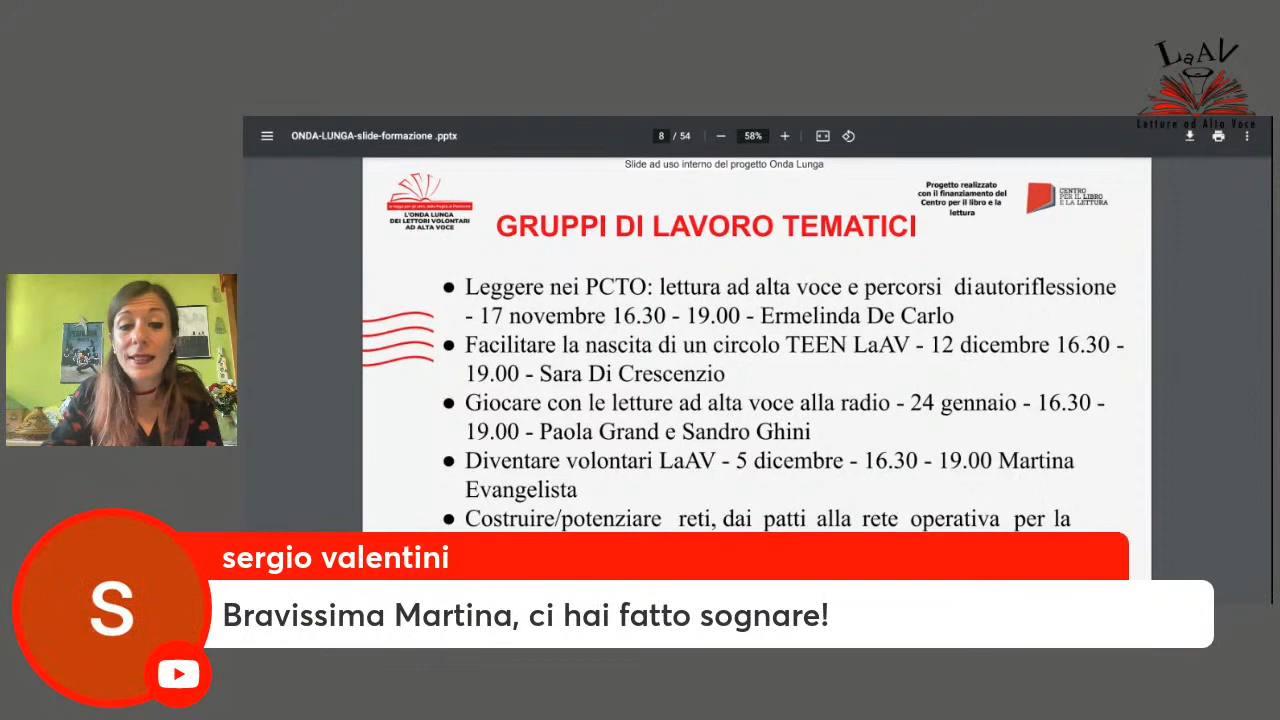 LaAV
Letture ad Alta Voce
ONDA-LUNGA-slide-formazione .pptx
8 / 54
58%
Slide ad uso interno del progetto Onda Lunga
L'ONDA LUNGA
DEI LETTORI VOLONTARI
AD ALTA VOCE
Progetto realizzato
con il finanziamento del
Centro per il libro e la
lettura
CENTRO
PER IL LIBRO
E LA LETTURA
GRUPPI DI LAVORO TEMATICI
● Leggere nei PCTO: lettura ad alta voce e percorsi di autoriflessione
- 17 novembre 16.30 - 19.00 - Ermelinda De Carlo
● Facilitare la nascita di un circolo TEEN LaAV - 12 dicembre 16.30 -
19.00 - Sara Di Crescenzio
● Giocare con le letture ad alta voce alla radio - 24 gennaio - 16.30 -
19.00 - Paola Grand e Sandro Ghini
● Diventare volontari LaAV - 5 dicembre - 16.30 - 19.00 Martina
Evangelista
● Costruire/potenziare reti, dai patti alla rete operativa per la
sergio valentini
S
Bravissima Martina, ci hai fatto sognare!